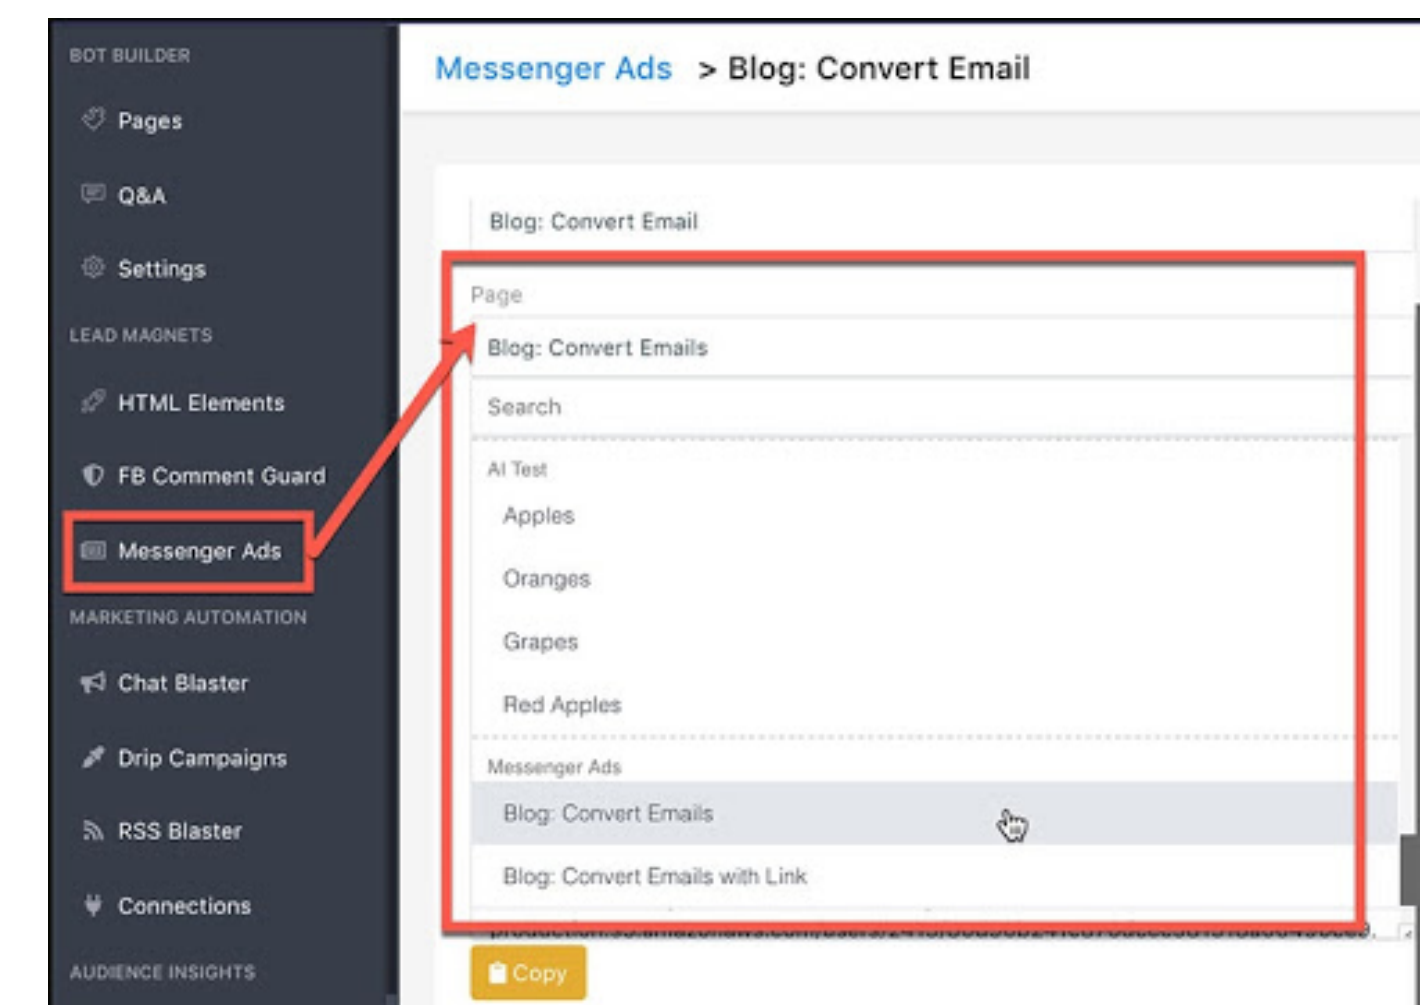 BOT BUILDER
Pages
Q&A
Settings
LEAD MAGNETS
HTML Elements
FB Comment Guard
Messenger Ads
MARKETING AUTOMATION
Chat Blaster
Drip Campaigns
RSS Blaster
Connections
AUDIENCE INSIGHTS
Messenger Ads > Blog: Convert Email
Blog: Convert Email
Page
Blog: Convert Emails
Search
AI Test
Apples
Oranges
Grapes
Red Apples
Messenger Ads
Blog: Convert Emails
Blog: Convert Emails with Link
Copy